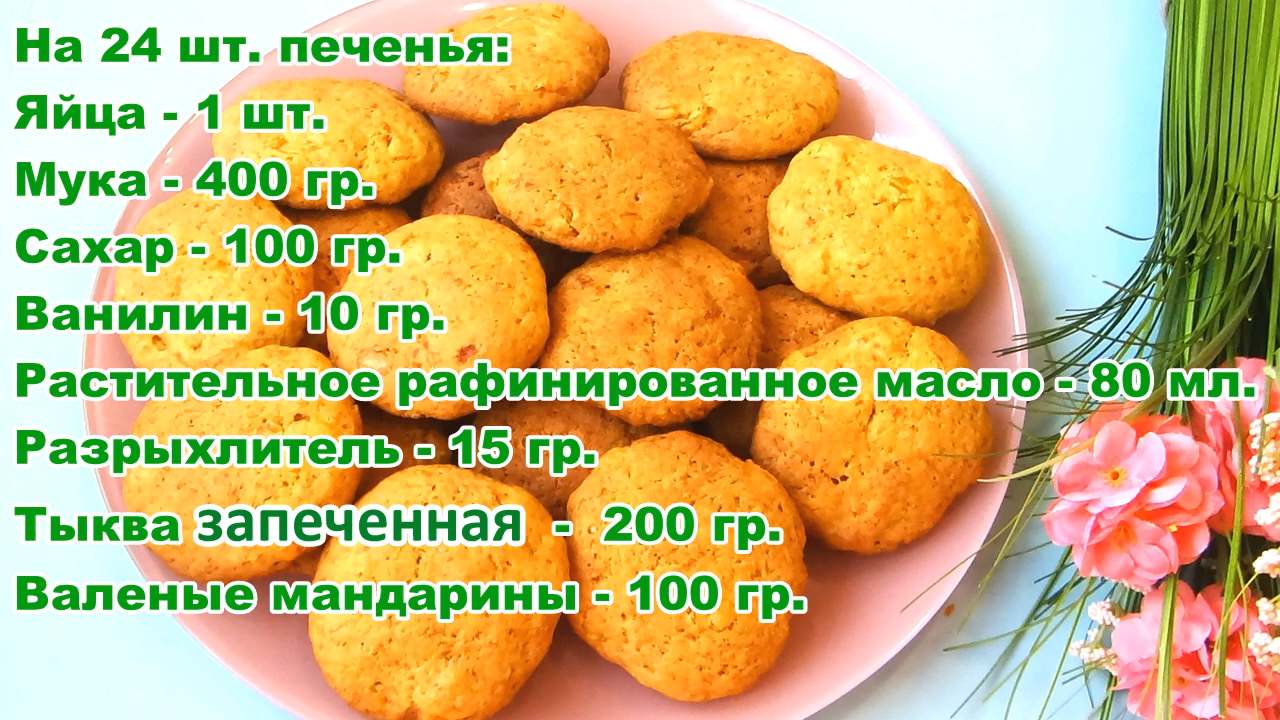 На 24 шт. печенья:
Яйца - 1 шт.
Мука - 400 гр.
Сахар - 100 гр.
Ванилин - 10 гр.
Растительное рафинированное масло - 80 мл.
Разрыхлитель - 15 гр.
Тыква запеченная - 200 гр.
Валеные мандарины - 100 гр.